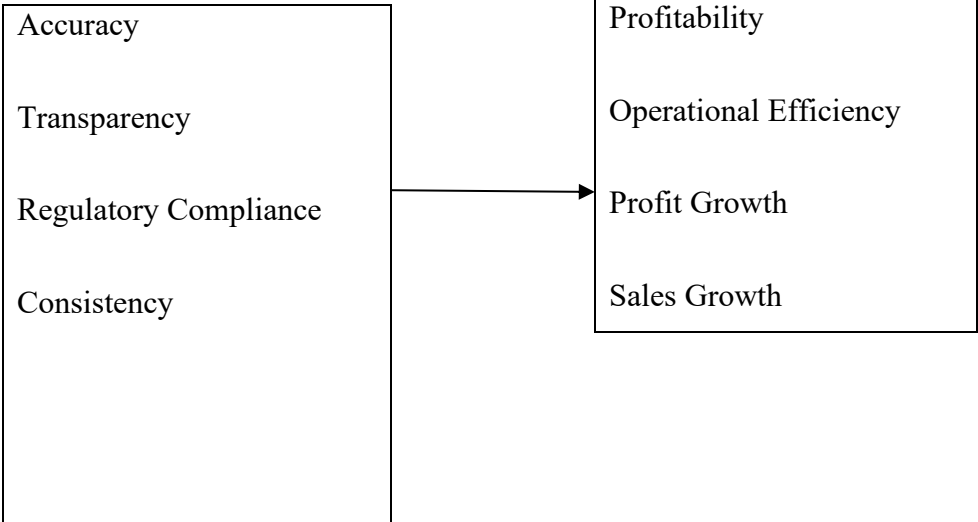 Accuracy
Transparency
Regulatory Compliance
Consistency
Profitability
Operational Efficiency
Profit Growth
Sales Growth